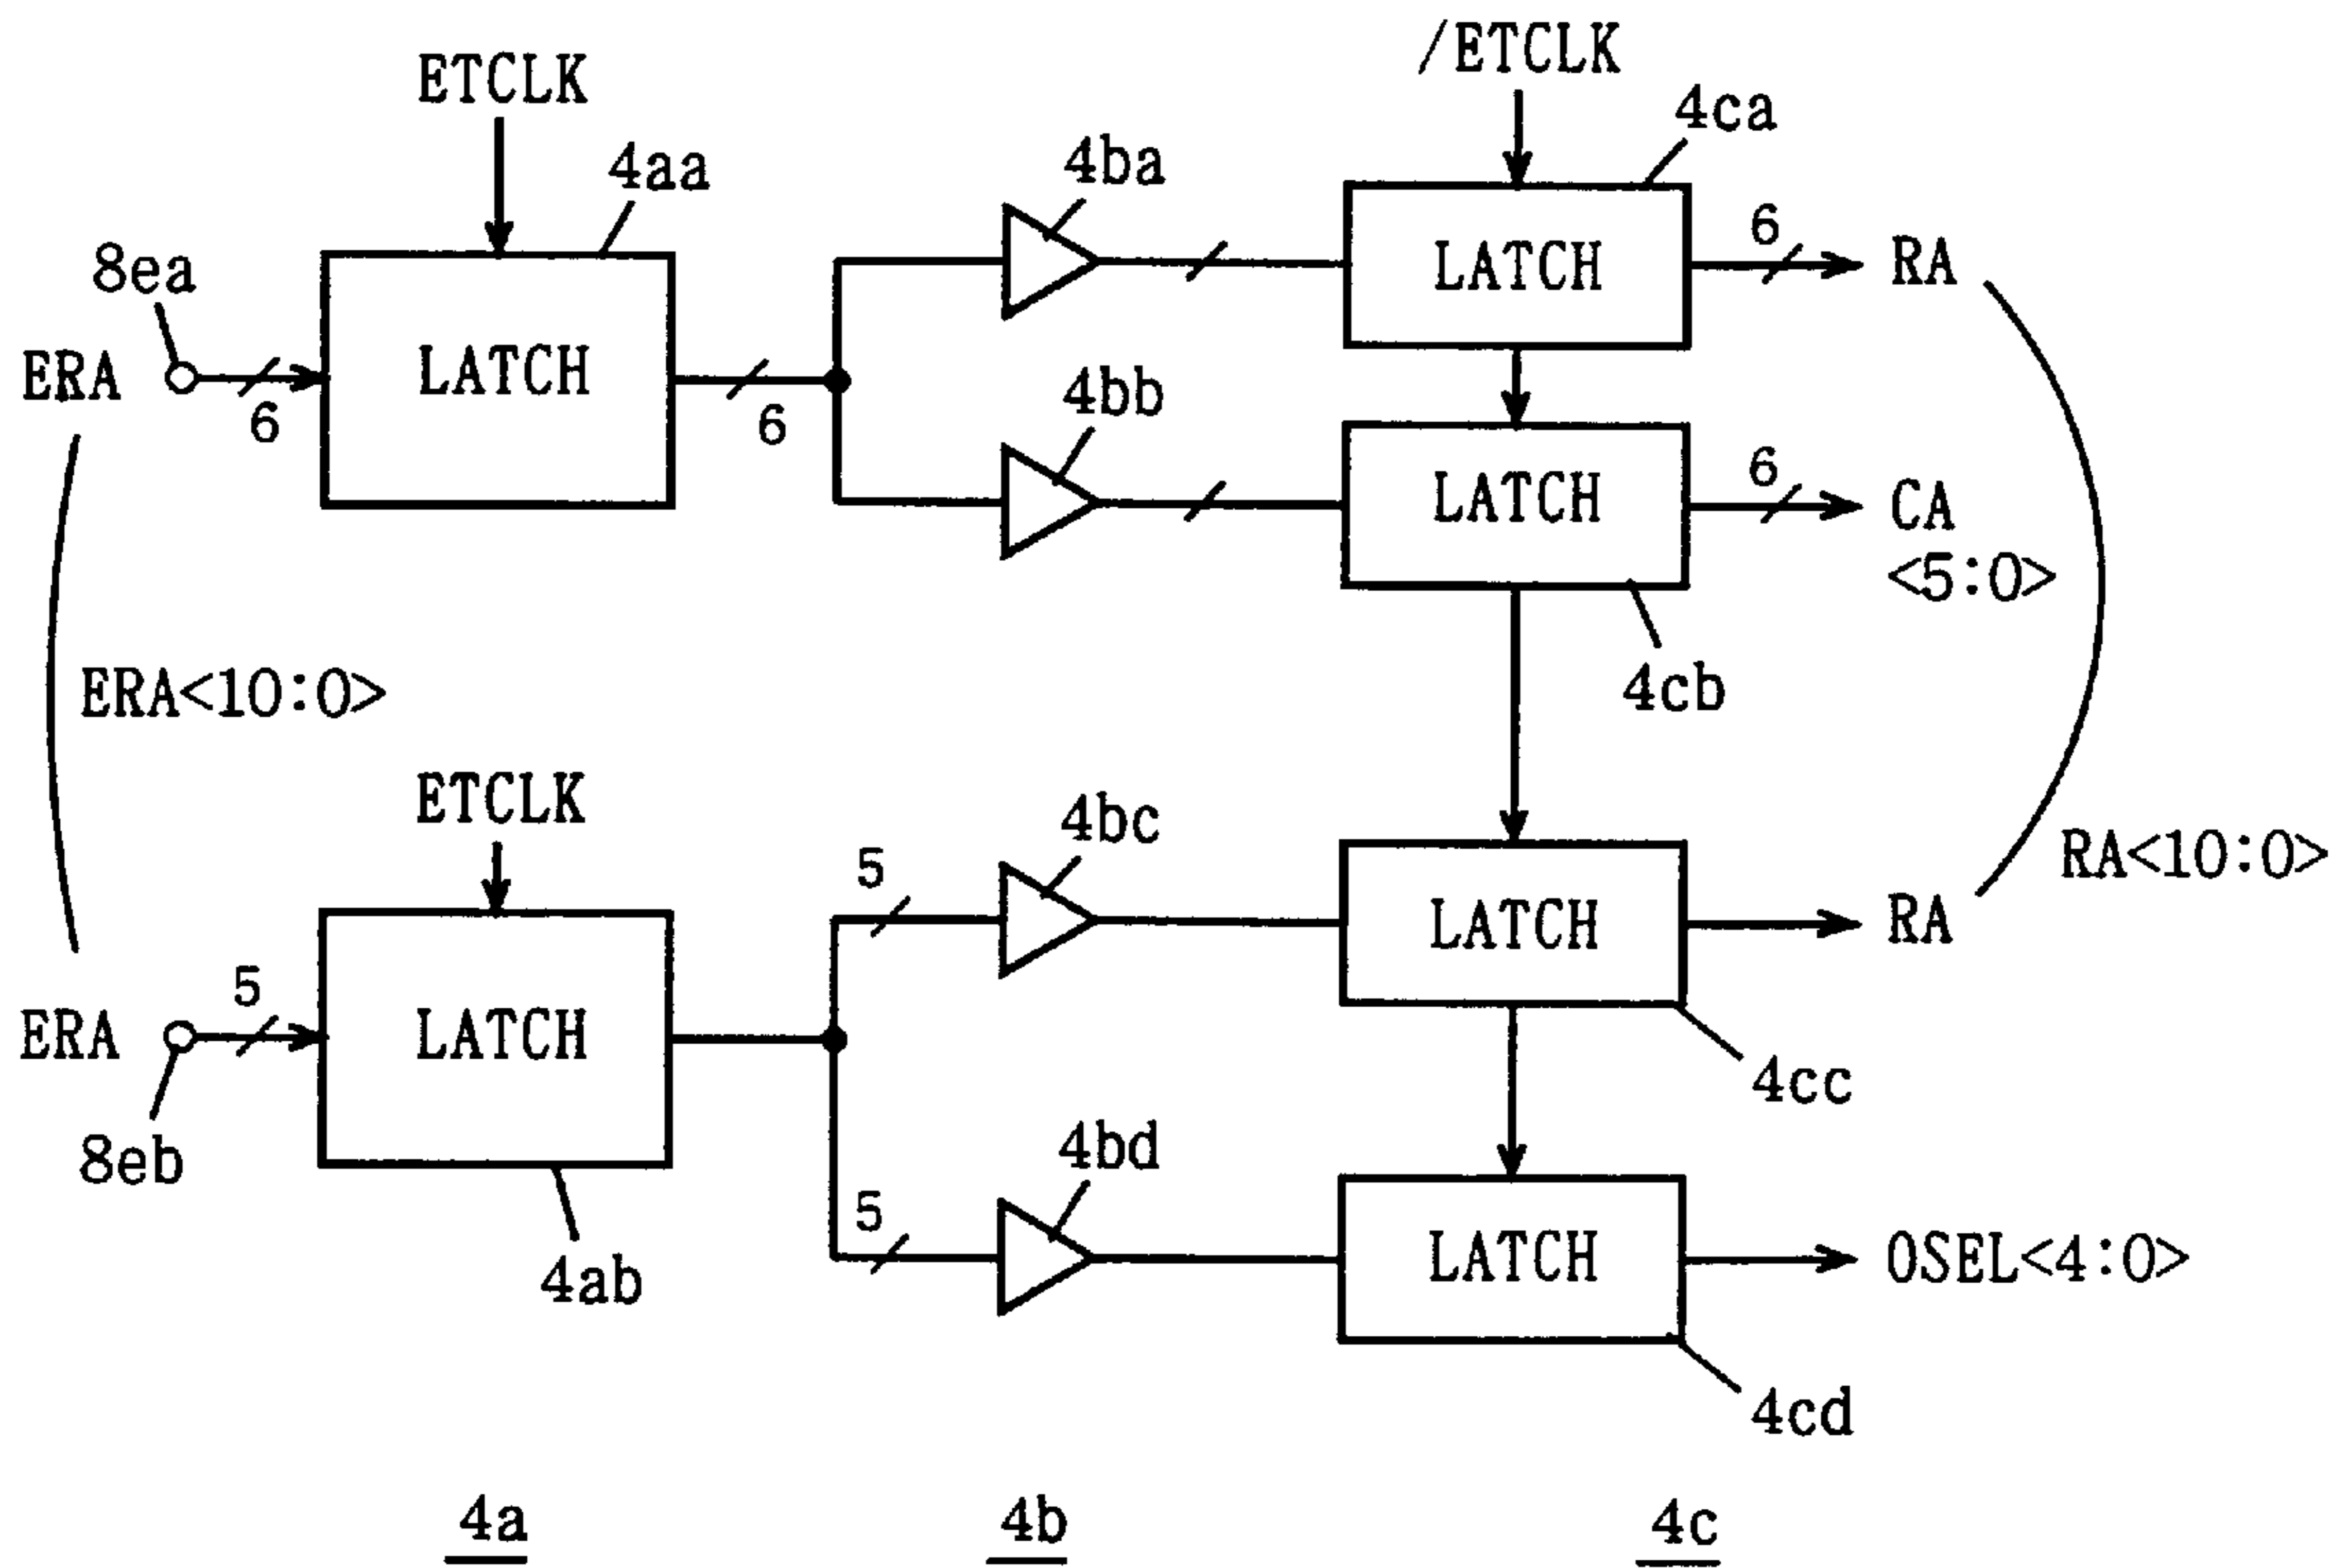 ETCLK
/ETCLK
4aa
4ba
4ca
8ea
ERA
6
LATCH
6
LATCH
6
RA
4bb
LATCH
6
CA
<5:0>
4cb
ERA<10:0>
ETCLK
5
4bc
LATCH
RA
RA<10:0>
ERA
5
8eb
LATCH
4ab
4cc
5
4bd
LATCH
OSEL<4:0>
4cd
4a
4b
4c